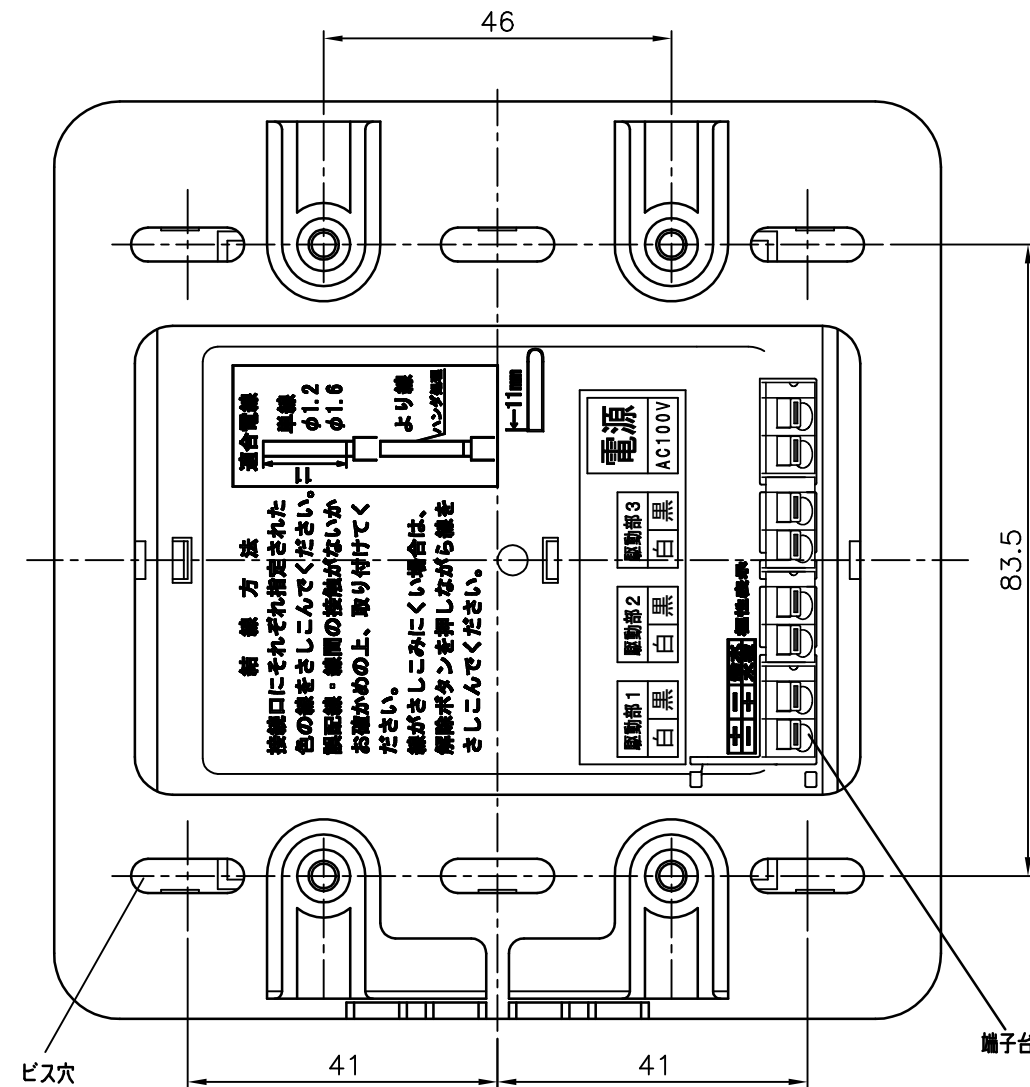 46
83.5
41
41
ビス穴
端子台
適合電線
単線
φ1.2
φ1.6
より線
ハンダ処理
11mm
結線方法
接続口にそれぞれ指定された
色の線をさしこんでください。
誤配線・線間の接触がないか
お確かめの上、取り付けてく
ださい。
線がさしこみにくい場合は、
解除ボタンを押しながら線を
さしこんでください。
電源
AC100V
駆動部3
白 黒
駆動部2
白 黒
駆動部1
白 黒